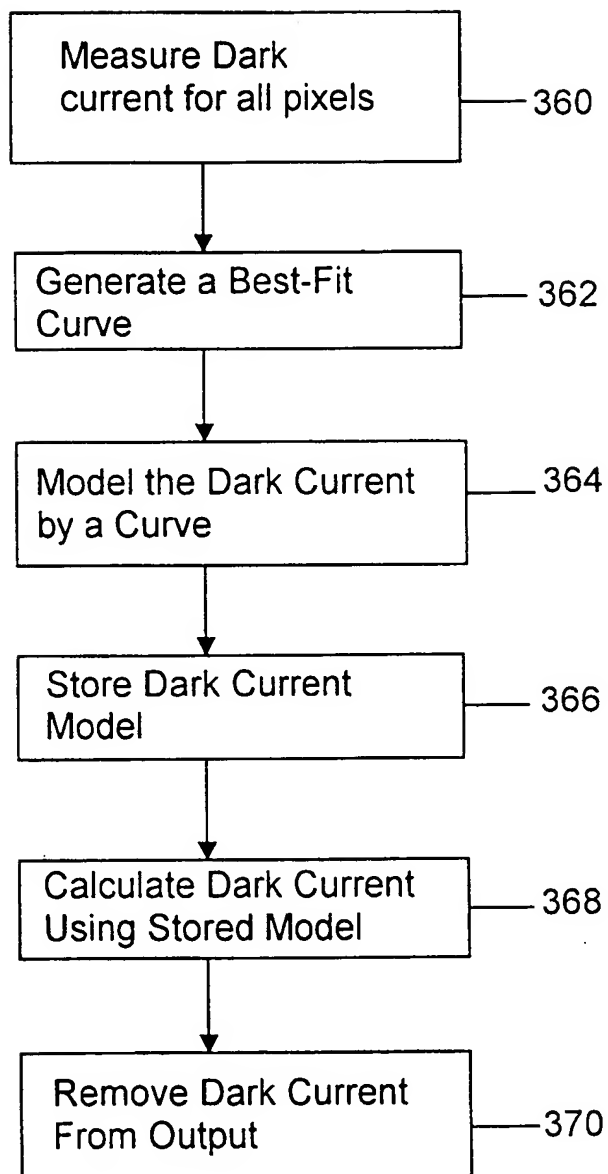 Measure Dark
current for all pixels
360
Generate a Best-Fit
Curve
362
Model the Dark Current
by a Curve
364
Store Dark Current
Model
366
Calculate Dark Current
Using Stored Model
368
Remove Dark Current
From Output
370